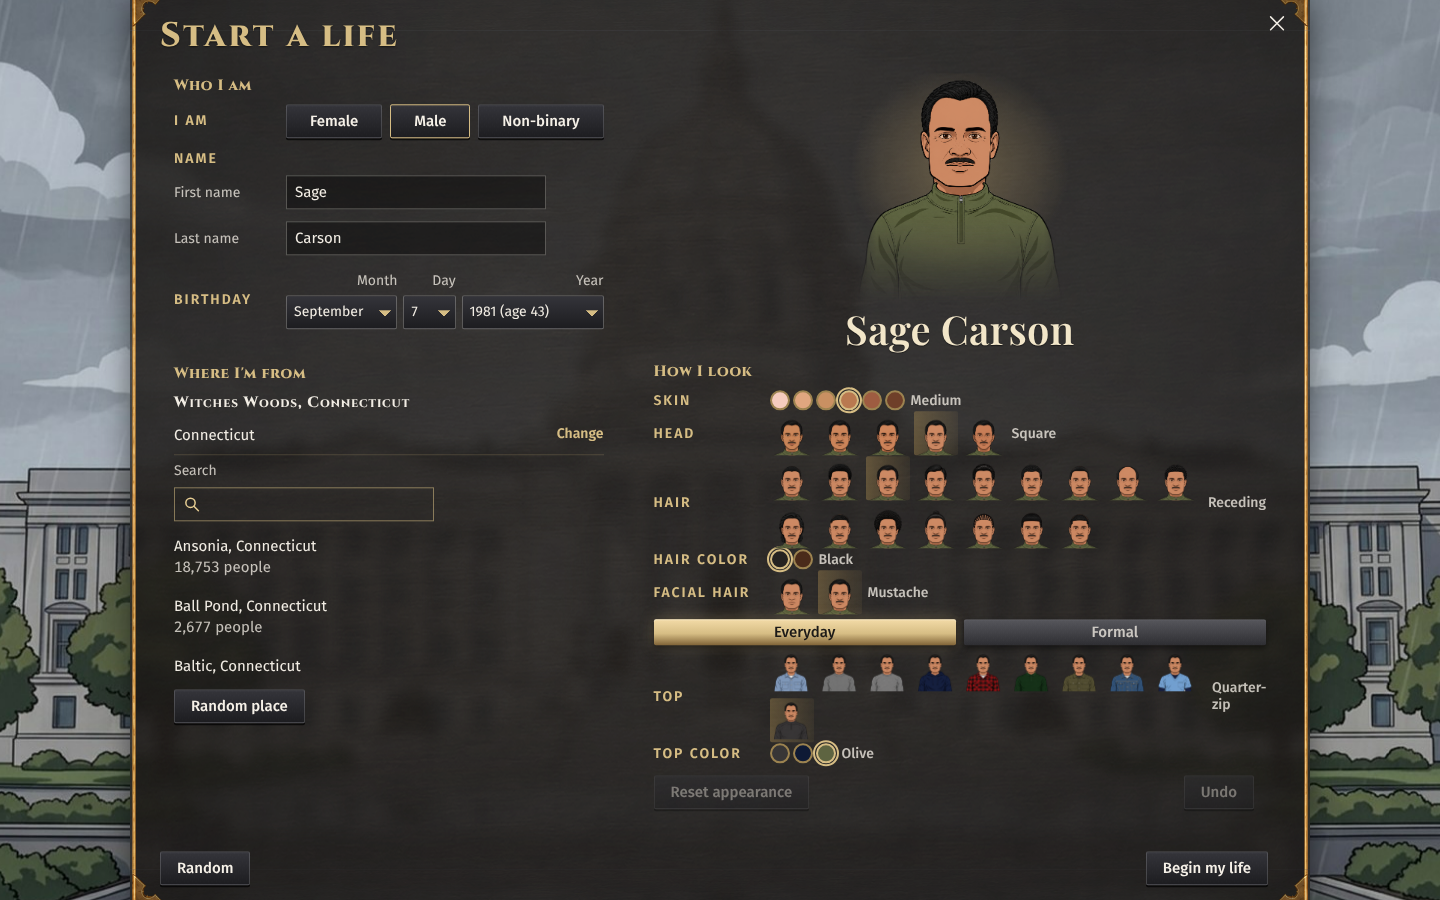 Start a life
Who I am
I AM
Female
Male
Non-binary
NAME
First name
Sage
Last name
Carson
Month
Day
Year
BIRTHDAY
September
7
1981 (age 43)
Where I'm from
Witches Woods, Connecticut
Connecticut
Change
Search
Ansonia, Connecticut
18,753 people
Ball Pond, Connecticut
2,677 people
Baltic, Connecticut
Random place
Sage Carson
How I look
SKIN
Medium
HEAD
Square
HAIR
Receding
HAIR COLOR
Black
FACIAL HAIR
Mustache
Everyday
Formal
TOP
Quarter-
zip
TOP COLOR
Olive
Reset appearance
Undo
Random
Begin my life